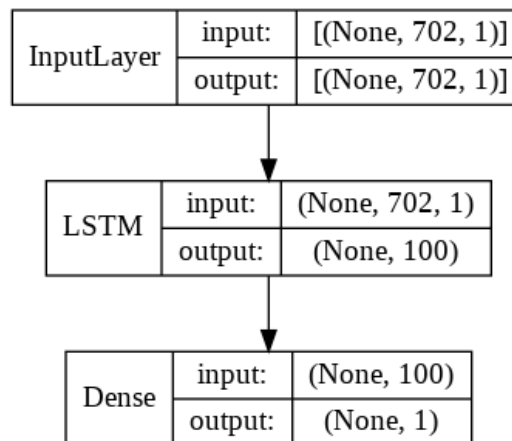 InputLayer
input: [(None, 702, 1)]
output: [(None, 702, 1)]
LSTM
input: (None, 702, 1)
output: (None, 100)
Dense
input: (None, 100)
output: (None, 1)